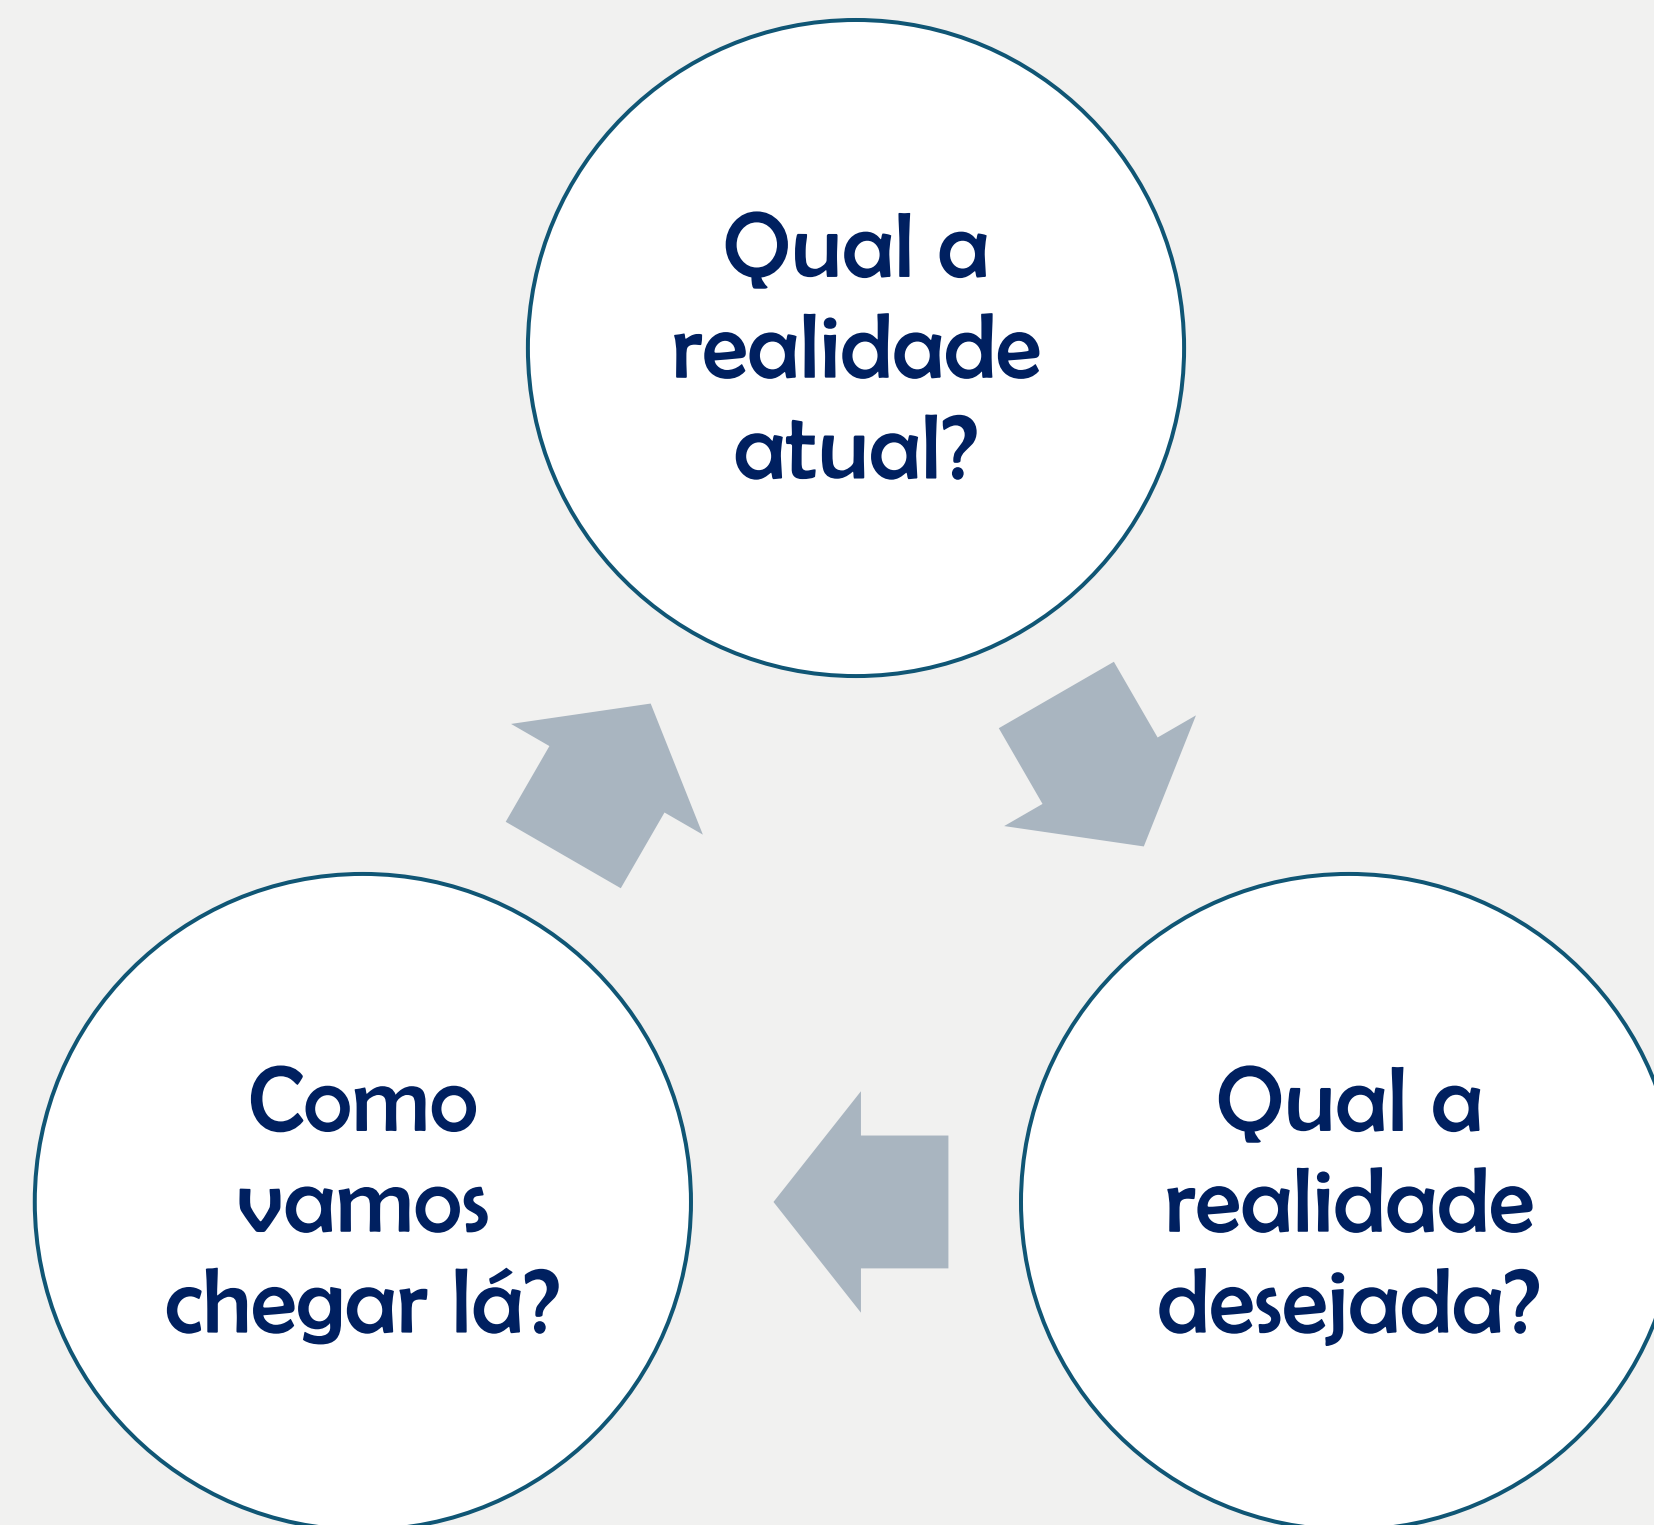 Qual a
realidade
atual?
Como
vamos
chegar lá?
Qual a
realidade
desejada?